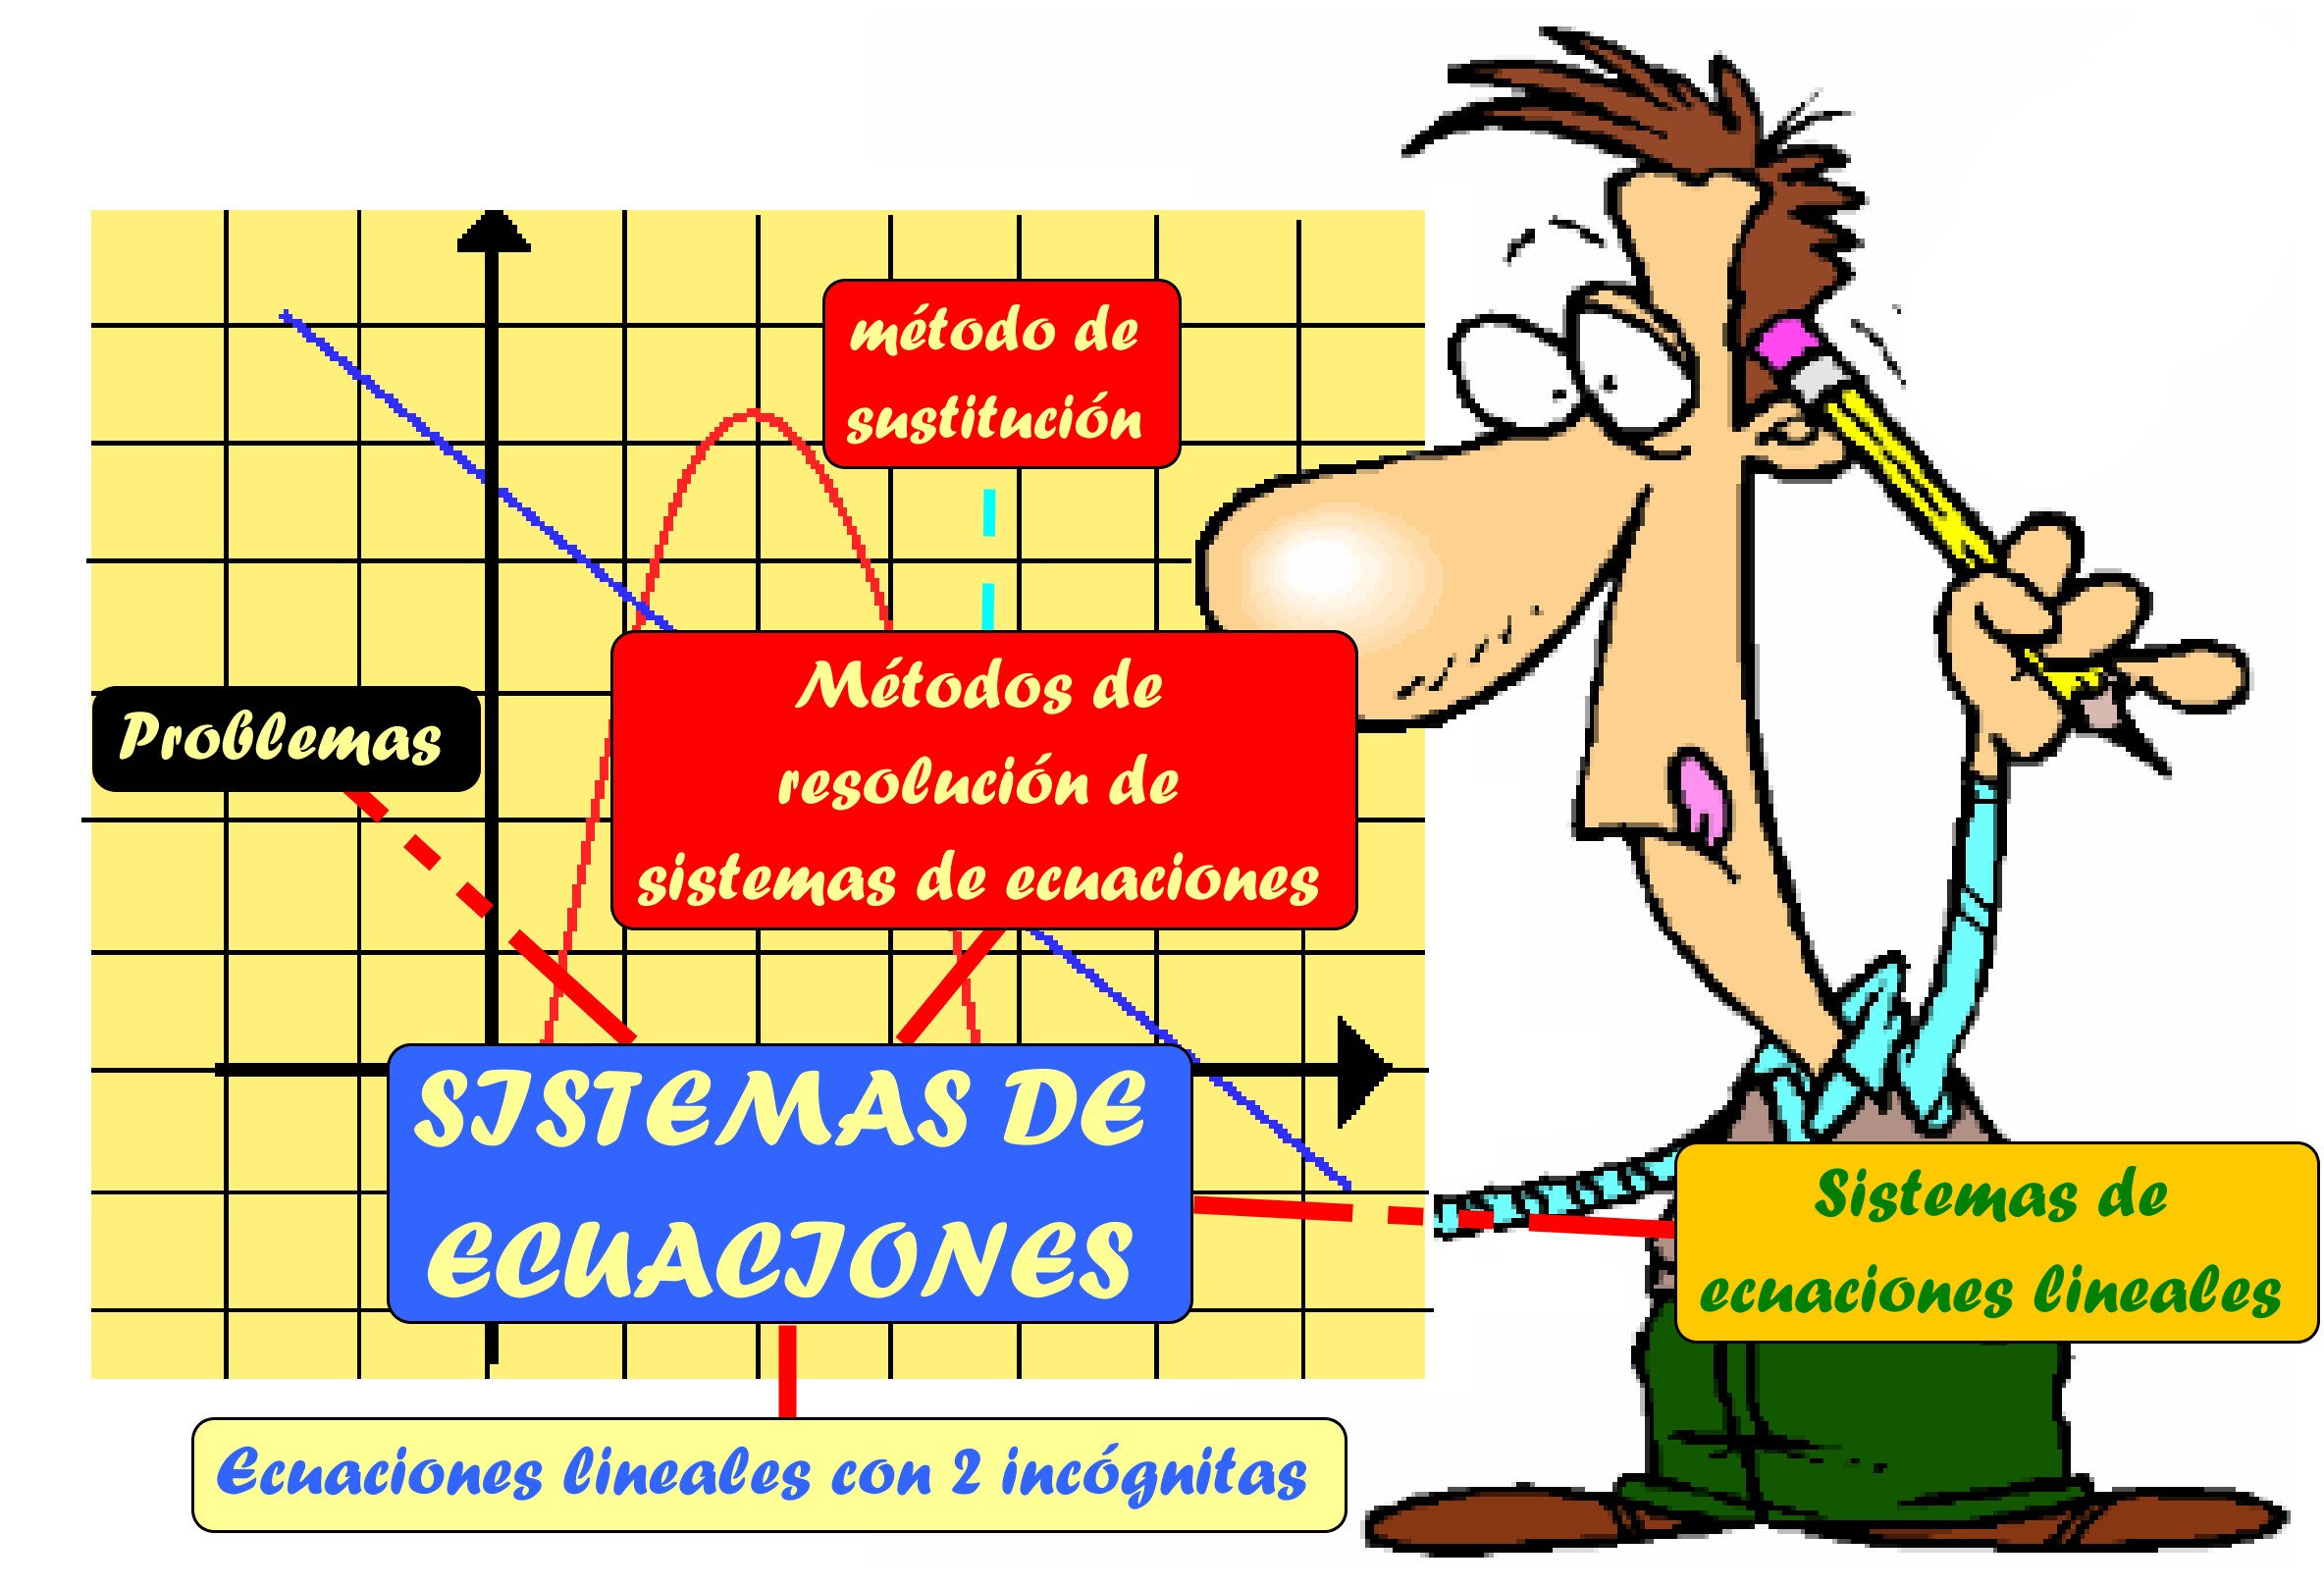 método de
sustitución
Métodos de
resolución de
sistemas de ecuaciones
Problemas
SISTEMAS DE
ECUACIONES
Sistemas de
ecuaciones lineales
Ecuaciones lineales con 2 incógnitas